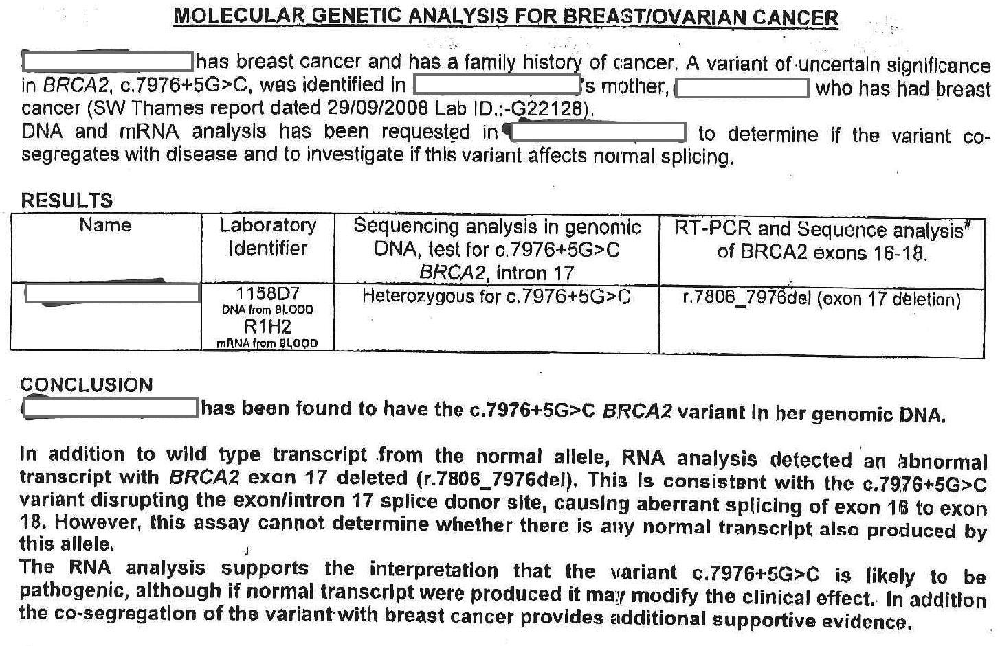 MOLECULAR GENETIC ANALYSIS FOR BREAST/OVARIAN CANCER
has breast cancer and has a family history of cancer. A variant of uncertain significance
in BRCA2, c.7976+5G>C, was identified in 's mother, who has had breast
cancer (SW Thames report dated 29/09/2008 Lab ID.:-G22128).
DNA and mRNA analysis has been requested in to determine if the variant co-
segregates with disease and to investigate if this variant affects normal splicing.
RESULTS
Name
Laboratory
Identifier
Sequencing analysis in genomic
DNA, test for c.7976+5G>C
BRCA2, intron 17
RT-PCR and Sequence analysis#
of BRCA2 exons 16-18.
1158D7
DNA from BLOOD
R1H2
mRNA from BLOOD
Heterozygous for c.7976+5G>C
r.7806_7976del (exon 17 deletion)
CONCLUSION
has been found to have the c.7976+5G>C BRCA2 variant in her genomic DNA.
In addition to wild type transcript from the normal allele, RNA analysis detected an abnormal
transcript with BRCA2 exon 17 deleted (r.7806_7976del). This is consistent with the c.7976+5G>C
variant disrupting the exon/intron 17 splice donor site, causing aberrant splicing of exon 16 to exon
18. However, this assay cannot determine whether there is any normal transcript also produced by
this allele.
The RNA analysis supports the interpretation that the variant c.7976+5G>C is likely to be
pathogenic, although if normal transcript were produced it may modify the clinical effect. In addition
the co-segregation of the variant with breast cancer provides additional supportive evidence.